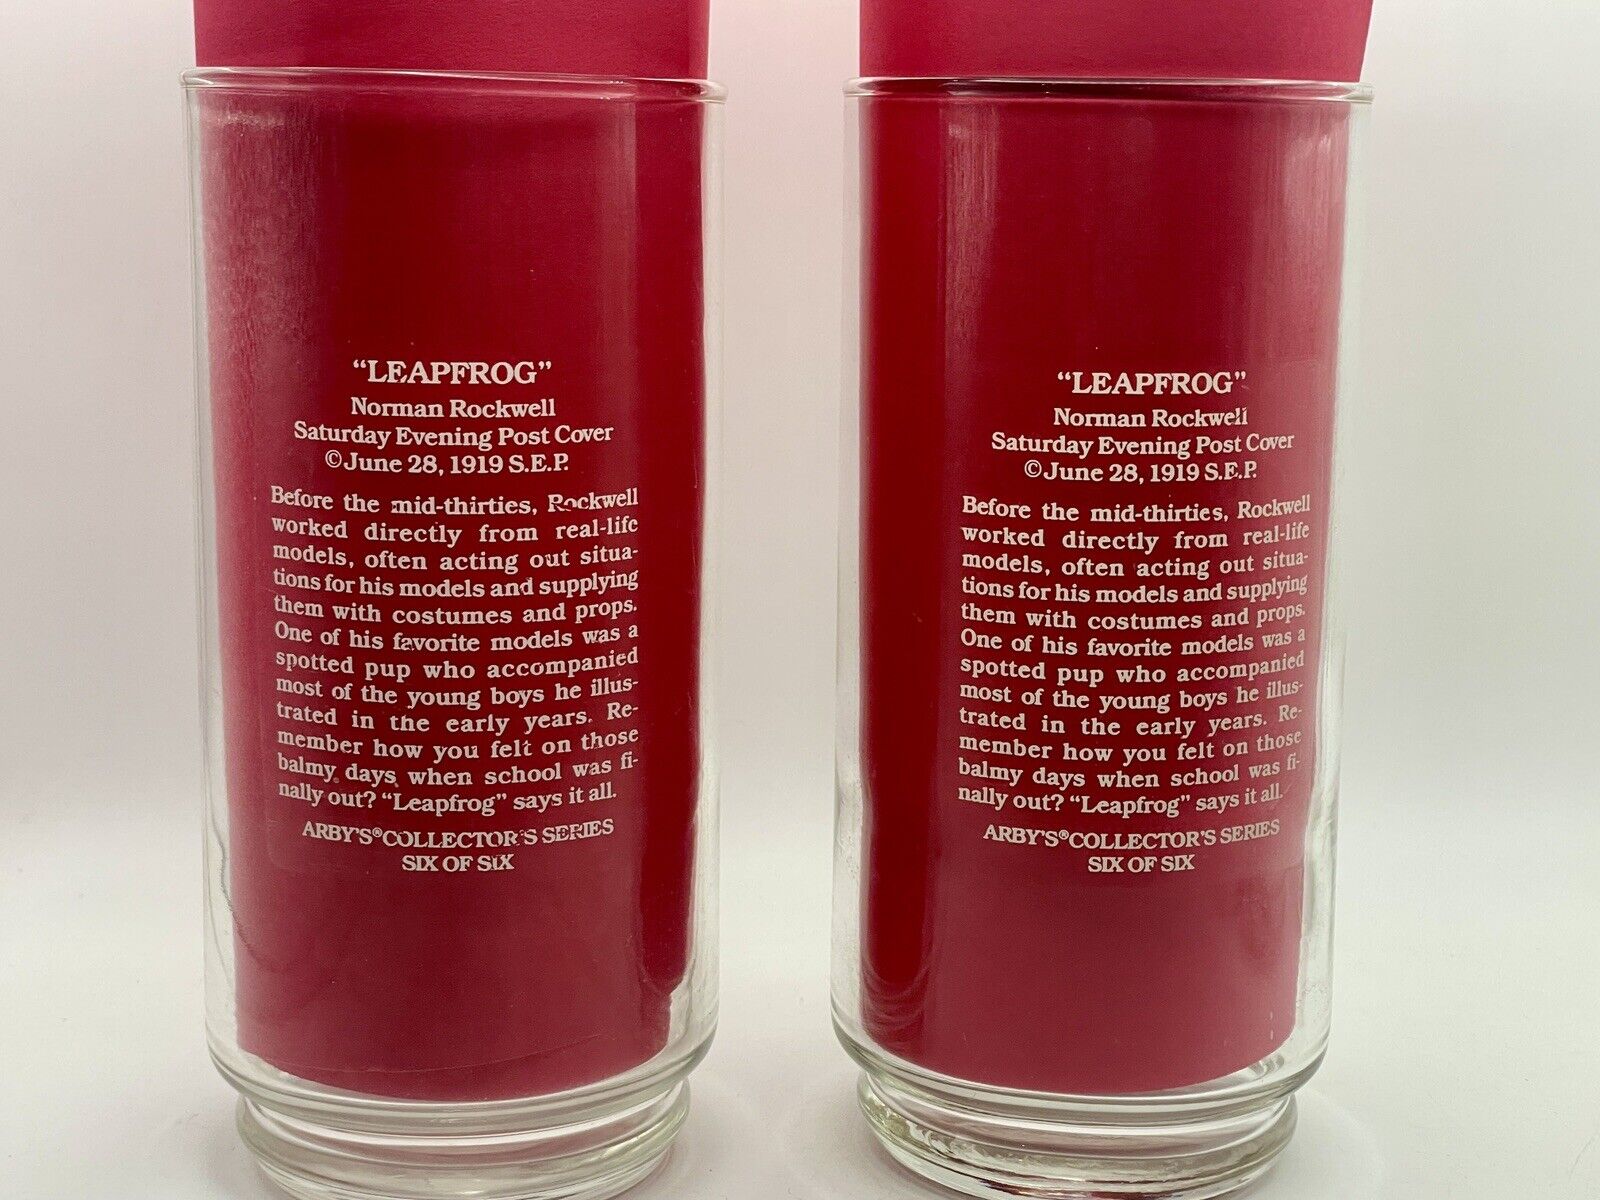 “LEAPFROG”
Norman Rockwell
Saturday Evening Post Cover
©June 28, 1919 S.E.P.
Before the mid-thirties, Rockwell
worked directly from real-life
models, often acting out situa-
tions for his models and supplying
them with costumes and props.
One of his favorite models was a
spotted pup who accompanied
most of the young boys he illus-
trated in the early years. Re-
member how you felt on those
balmy days when school was fi-
nally out? “Leapfrog” says it all.
ARBY'S® COLLECTOR'S SERIES
SIX OF SIX
“LEAPFROG”
Norman Rockwell
Saturday Evening Post Cover
©June 28, 1919 S.E.P.
Before the mid-thirties, Rockwell
worked directly from real-life
models, often acting out situa-
tions for his models and supplying
them with costumes and props.
One of his favorite models was a
spotted pup who accompanied
most of the young boys he illus-
trated in the early years. Re-
member how you felt on those
balmy days when school was fi-
nally out? “Leapfrog” says it all.
ARBY'S® COLLECTOR'S SERIES
SIX OF SIX